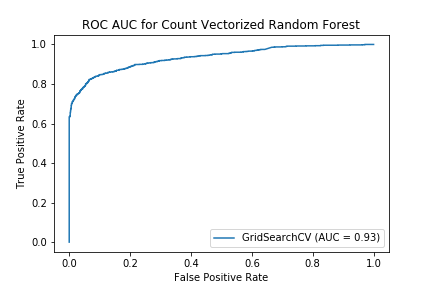 ROC AUC for Count Vectorized Random Forest
True Positive Rate
1.0
0.8
0.6
0.4
0.2
0.0
GridSearchCV (AUC = 0.93)
0.0 0.2 0.4 0.6 0.8 1.0
False Positive Rate